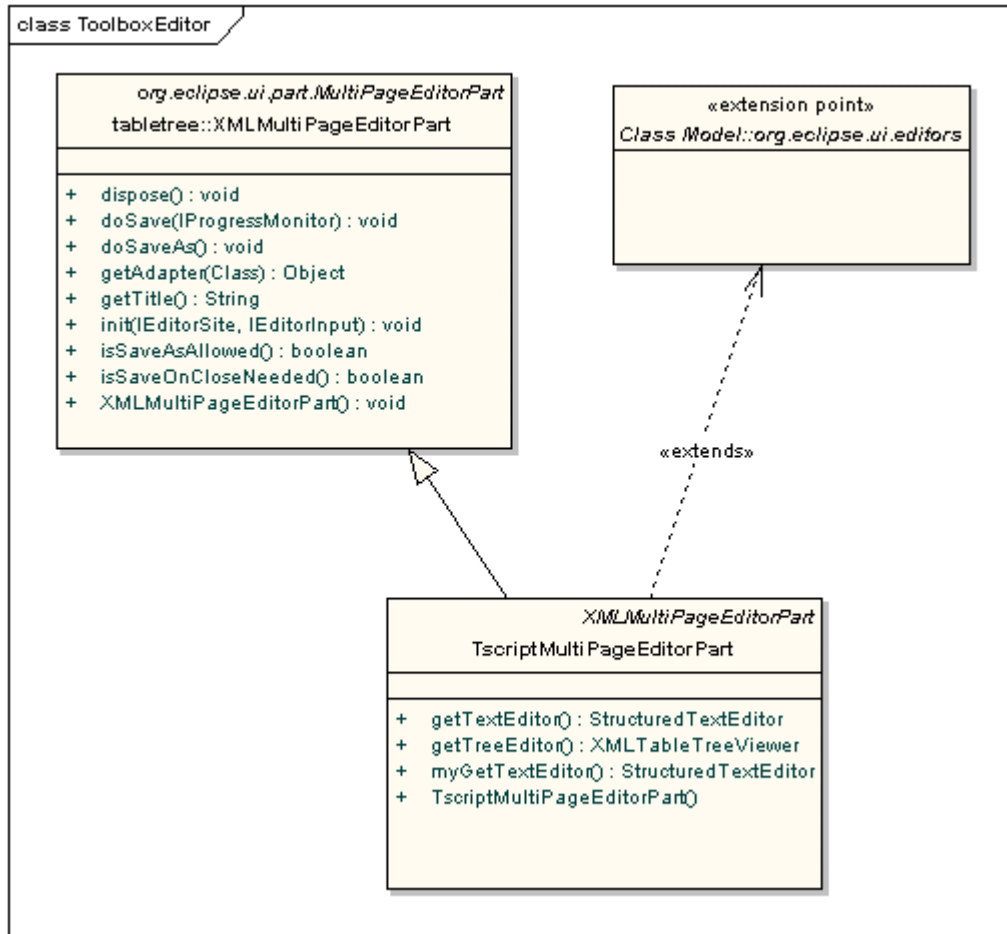 class ToolboxEditor
org.eclipse.ui.part.MultiPageEditorPart
tabletree::XMLMultiPageEditorPart
+ dispose() : void
+ doSave(IProgressMonitor) : void
+ doSaveAs() : void
+ getAdapter(Class) : Object
+ getTitle() : String
+ init(IEditorSite, IEditorInput) : void
+ isSaveAsAllowed() : boolean
+ isSaveOnCloseNeeded() : boolean
+ XMLMultiPageEditorPart() : void
«extension point»
Class Model::org.eclipse.ui.editors
«extends»
XMLMultiPageEditorPart
TscriptMultiPageEditorPart
+ getTextEditor() : StructuredTextEditor
+ getTreeEditor() : XMLTableTreeViewer
+ myGetTextEditor() : StructuredTextEditor
+ TscriptMultiPageEditorPart()